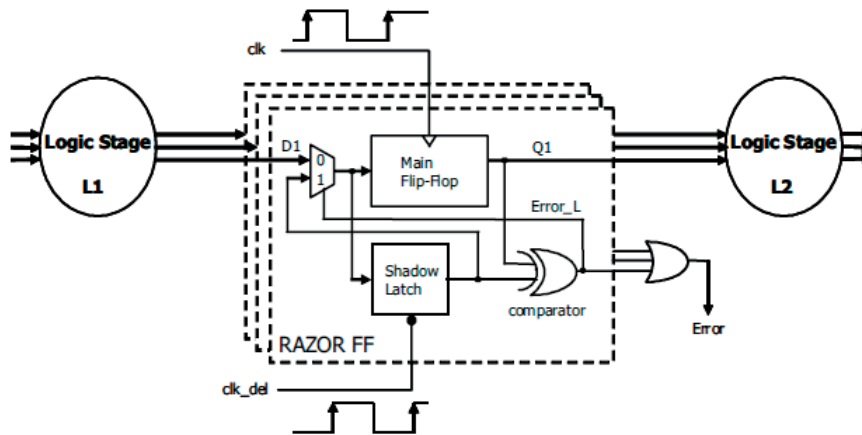 clk
Logic Stage
L1
D1
0
1
Main
Flip-Flop
Q1
Logic Stage
L2
Error_L
Shadow
Latch
comparator
Error
RAZOR FF
clk_del